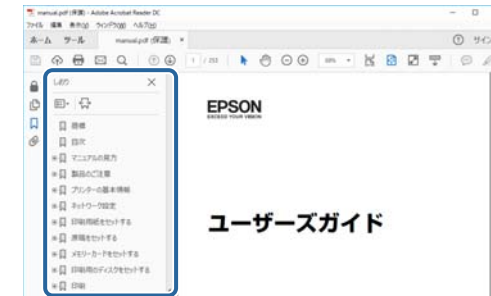 manual.pdf (保護) - Adobe Acrobat Reader DC
ファイル 編集 表示(V) ウィンドウ(W) ヘルプ(H)
ホーム ツール manual.pdf (保護) ×
1 / 253
しおり ×
商標
目次
マニュアルの見方
製品のご注意
プリンターの基本情報
ネットワーク設定
印刷用紙をセットする
原稿をセットする
メモリーカードをセットする
印刷用のディスクをセットする
印刷
EPSON
EXCEED YOUR VISION
ユーザーズガイド